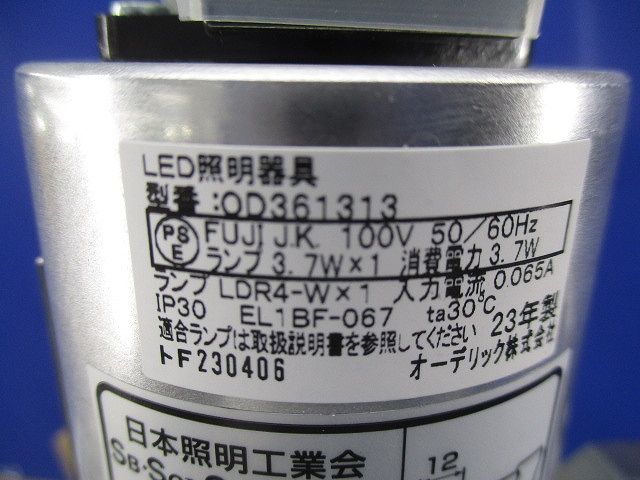 LED照明器具
型番:OD361313
PS E FUJI J.K. 100V 50/60Hz
ランプ 3.7W×1 消費電力 3.7W
ランプ LDR4-W×1 入力電流 0.065A
IP30 EL1BF-067 ta30℃
適合ランプは取扱説明書を参照してください 23年製
トF230406 オーデリック株式会社
日本照明工業会
12